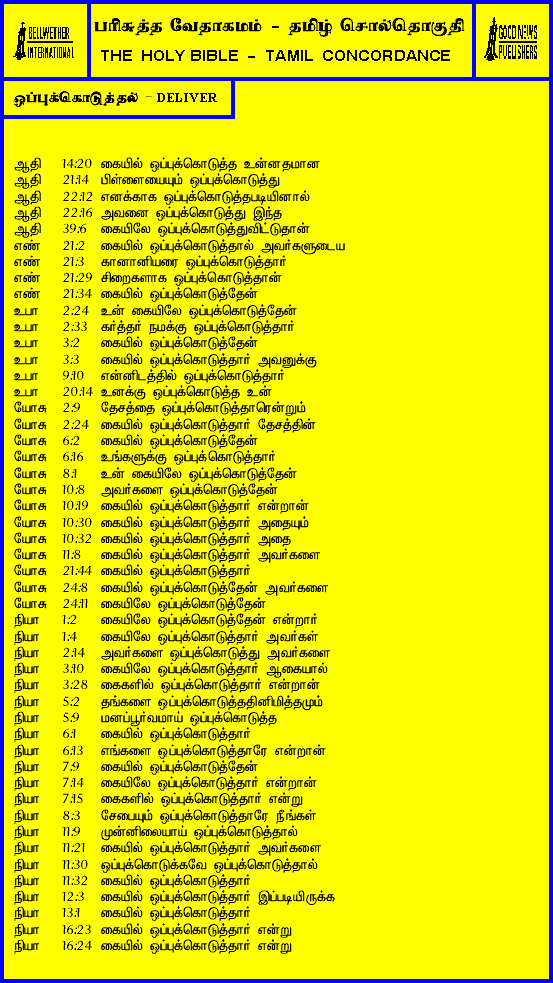 BELLWETHER
INTERNATIONAL
பரிசுத்த வேதாகமம் - தமிழ் சொல்தொகுதி
THE HOLY BIBLE - TAMIL CONCORDANCE
GOOD NEWS
PUBLISHERS
ஒப்புக்கொடுத்தல் - DELIVER
ஆதி 14:20 கையில் ஒப்புக்கொடுத்த உன்னதமான
ஆதி 21:14 பிள்ளையையும் ஒப்புக்கொடுத்து
ஆதி 22:12 எனக்காக ஒப்புக்கொடுத்தபடியினால்
ஆதி 22:16 அவனை ஒப்புக்கொடுத்து இந்த
ஆதி 39:6 கையிலே ஒப்புக்கொடுத்துவிட்டுதான்
எண் 21:2 கையில் ஒப்புக்கொடுத்தால் அவர்களுடைய
எண் 21:3 கானானியரை ஒப்புக்கொடுத்தார்
எண் 21:29 சிறைகளாக ஒப்புக்கொடுத்தான்
எண் 21:34 கையில் ஒப்புக்கொடுத்தேன்
உபா 2:24 உன் கையிலே ஒப்புக்கொடுத்தேன்
உபா 2:33 கர்த்தர் நமக்கு ஒப்புக்கொடுத்தார்
உபா 3:2 கையில் ஒப்புக்கொடுத்தேன்
உபா 3:3 கையில் ஒப்புக்கொடுத்தார் அவனுக்கு
உபா 9:10 என்னிடத்தில் ஒப்புக்கொடுத்தார்
உபா 20:14 உனக்கு ஒப்புக்கொடுத்த உன்
யோசு 2:9 தேசத்தை ஒப்புக்கொடுத்தாரென்றும்
யோசு 2:24 கையில் ஒப்புக்கொடுத்தார் தேசத்தின்
யோசு 6:2 கையில் ஒப்புக்கொடுத்தேன்
யோசு 6:16 உங்களுக்கு ஒப்புக்கொடுத்தார்
யோசு 8:1 உன் கையிலே ஒப்புக்கொடுத்தேன்
யோசு 10:8 அவர்களை ஒப்புக்கொடுத்தேன்
யோசு 10:19 கையில் ஒப்புக்கொடுத்தார் என்றான்
யோசு 10:30 கையில் ஒப்புக்கொடுத்தார் அதையும்
யோசு 10:32 கையில் ஒப்புக்கொடுத்தார் அதை
யோசு 11:8 கையில் ஒப்புக்கொடுத்தார் அவர்களை
யோசு 21:44 கையில் ஒப்புக்கொடுத்தார்
யோசு 24:8 கையில் ஒப்புக்கொடுத்தேன் அவர்களை
யோசு 24:11 கையிலே ஒப்புக்கொடுத்தேன்
நியா 1:2 கையிலே ஒப்புக்கொடுத்தேன் என்றார்
நியா 1:4 கையிலே ஒப்புக்கொடுத்தார் அவர்கள்
நியா 2:14 அவர்களை ஒப்புக்கொடுத்து அவர்களை
நியா 3:10 கையிலே ஒப்புக்கொடுத்தார் ஆகையால்
நியா 3:28 கைகளில் ஒப்புக்கொடுத்தார் என்றான்
நியா 5:2 தங்களை ஒப்புக்கொடுத்ததினிமித்தமும்
நியா 5:9 மனப்பூர்வமாய் ஒப்புக்கொடுத்த
நியா 6:1 கையில் ஒப்புக்கொடுத்தார்
நியா 6:13 எங்களை ஒப்புக்கொடுத்தாரே என்றான்
நியா 7:9 கையில் ஒப்புக்கொடுத்தேன்
நியா 7:14 கையிலே ஒப்புக்கொடுத்தார் என்றான்
நியா 7:15 கைகளில் ஒப்புக்கொடுத்தார் என்று
நியா 8:3 சேபையும் ஒப்புக்கொடுத்தாரே நீங்கள்
நியா 11:9 முன்னிலையாய் ஒப்புக்கொடுத்தால்
நியா 11:21 கையில் ஒப்புக்கொடுத்தார் அவர்களை
நியா 11:30 ஒப்புக்கொடுக்கவே ஒப்புக்கொடுத்தால்
நியா 11:32 கையில் ஒப்புக்கொடுத்தார்
நியா 12:3 கையில் ஒப்புக்கொடுத்தார் இப்படியிருக்க
நியா 13:1 கையில் ஒப்புக்கொடுத்தார்
நியா 16:23 கையில் ஒப்புக்கொடுத்தார் என்று
நியா 16:24 கையில் ஒப்புக்கொடுத்தார் என்று